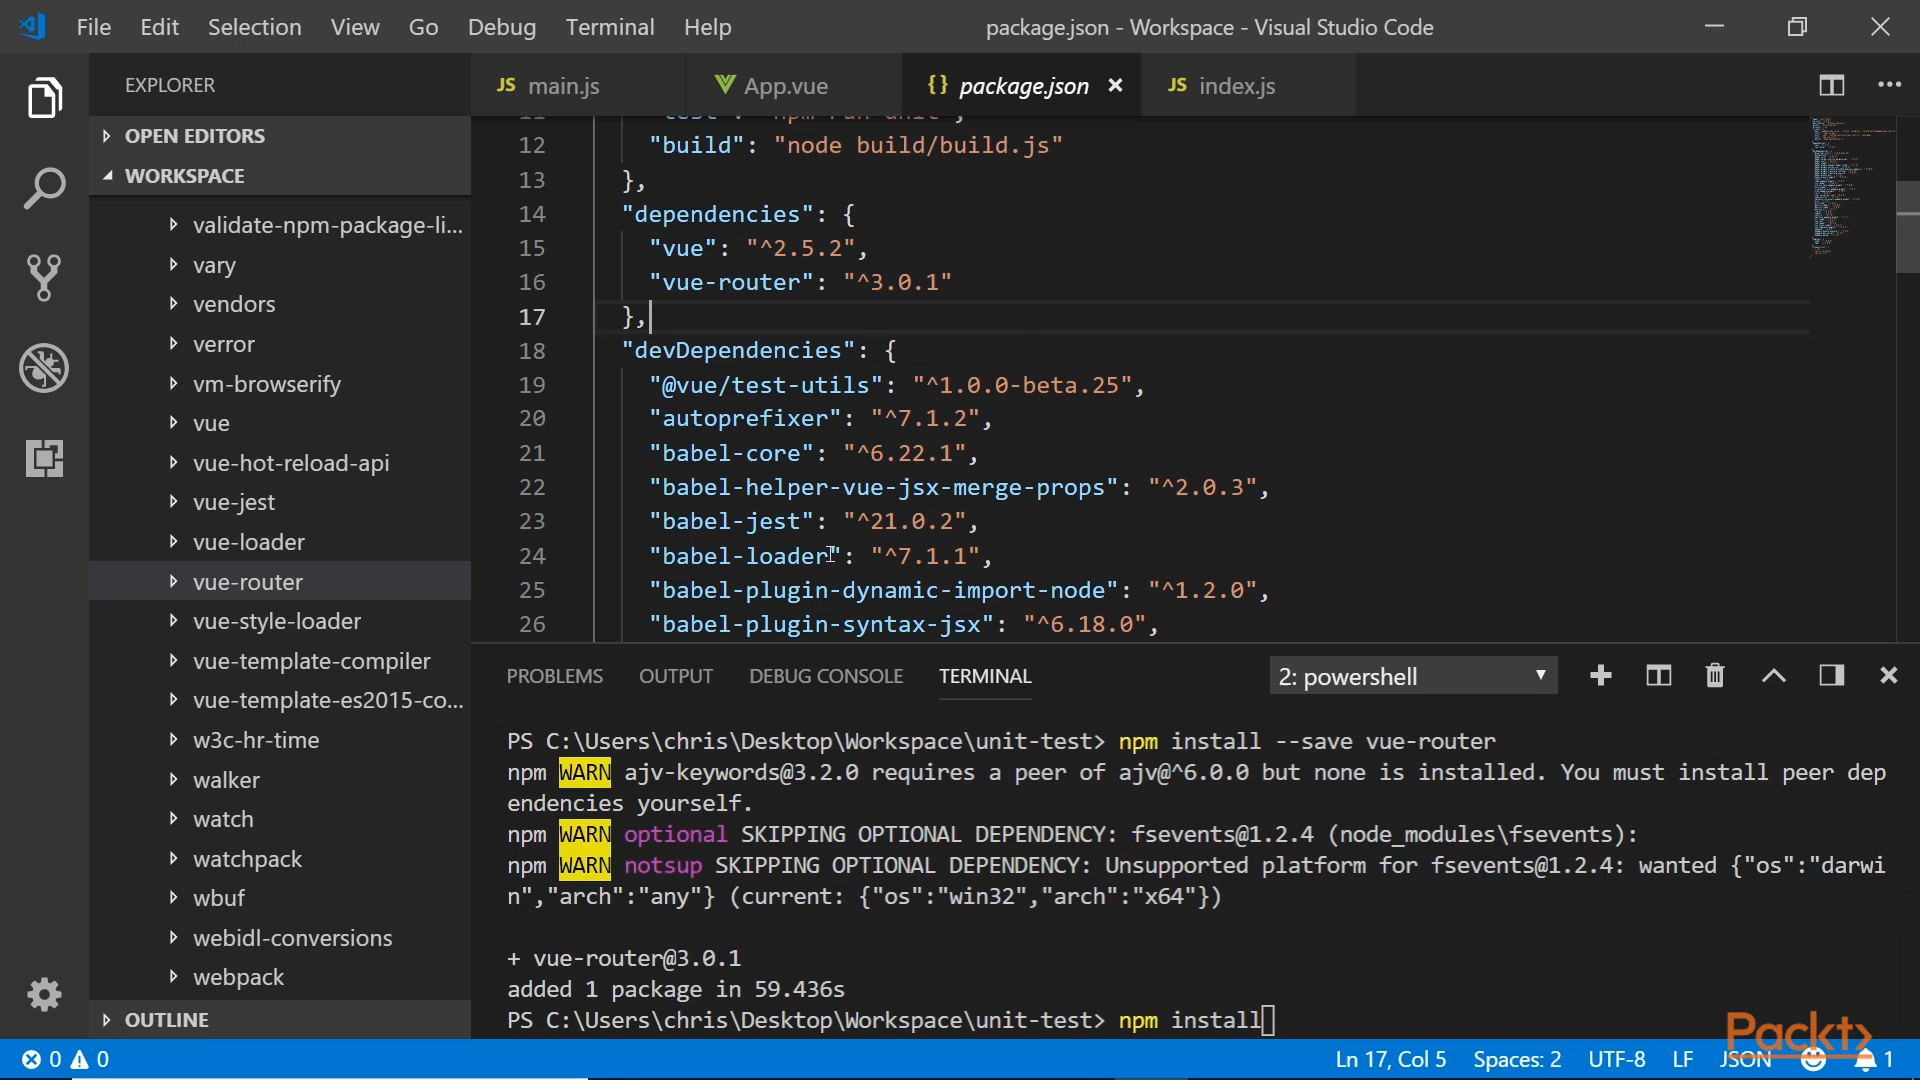 File Edit Selection View Go Debug Terminal Help package.json - Workspace - Visual Studio Code
EXPLORER
JS main.js App.vue {} package.json × JS index.js
OPEN EDITORS
WORKSPACE
validate-npm-package-li...
vary
vendors
verror
vm-browserify
vue
vue-hot-reload-api
vue-jest
vue-loader
vue-router
vue-style-loader
vue-template-compiler
vue-template-es2015-co...
w3c-hr-time
walker
watch
watchpack
wbuf
webidl-conversions
webpack
OUTLINE
12 "build": "node build/build.js"
13 },
14 "dependencies": {
15 "vue": "^2.5.2",
16 "vue-router": "^3.0.1"
17 },
18 "devDependencies": {
19 "@vue/test-utils": "^1.0.0-beta.25",
20 "autoprefixer": "^7.1.2",
21 "babel-core": "^6.22.1",
22 "babel-helper-vue-jsx-merge-props": "^2.0.3",
23 "babel-jest": "^21.0.2",
24 "babel-loader": "^7.1.1",
25 "babel-plugin-dynamic-import-node": "^1.2.0",
26 "babel-plugin-syntax-jsx": "^6.18.0",
PROBLEMS OUTPUT DEBUG CONSOLE TERMINAL 2: powershell
PS C:\Users\chris\Desktop\Workspace\unit-test> npm install --save vue-router
npm WARN ajv-keywords@3.2.0 requires a peer of ajv@^6.0.0 but none is installed. You must install peer dep
endencies yourself.
npm WARN optional SKIPPING OPTIONAL DEPENDENCY: fsevents@1.2.4 (node_modules\fsevents):
npm WARN notsup SKIPPING OPTIONAL DEPENDENCY: Unsupported platform for fsevents@1.2.4: wanted {"os":"darwi
n","arch":"any"} (current: {"os":"win32","arch":"x64"})
+ vue-router@3.0.1
added 1 package in 59.436s
PS C:\Users\chris\Desktop\Workspace\unit-test> npm install
Packt>
0 0 Ln 17, Col 5 Spaces: 2 UTF-8 LF JSON 1